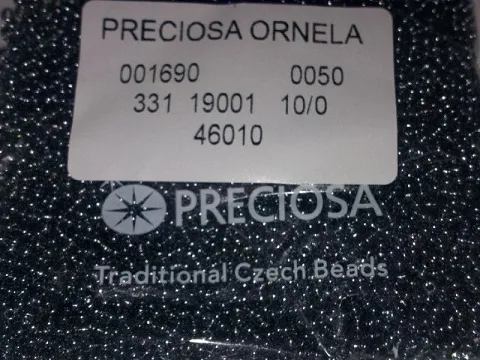 PRECIOSA ORNELA
001690 0050
331 19001 10/0
46010
PRECIOSA
Traditional Czech Beads